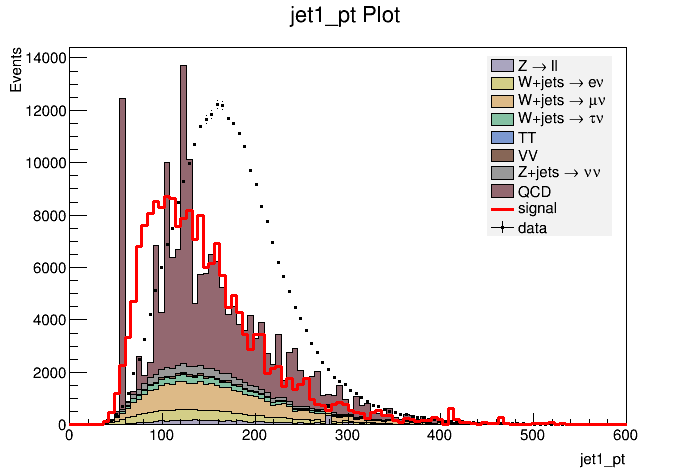 jet1_pt Plot
Events
14000
12000
10000
8000
6000
4000
2000
0
0
100
200
300
400
500
600
jet1_pt
Z → ll
W+jets → eν
W+jets → μν
W+jets → τν
TT
VV
Z+jets → νν
QCD
signal
data